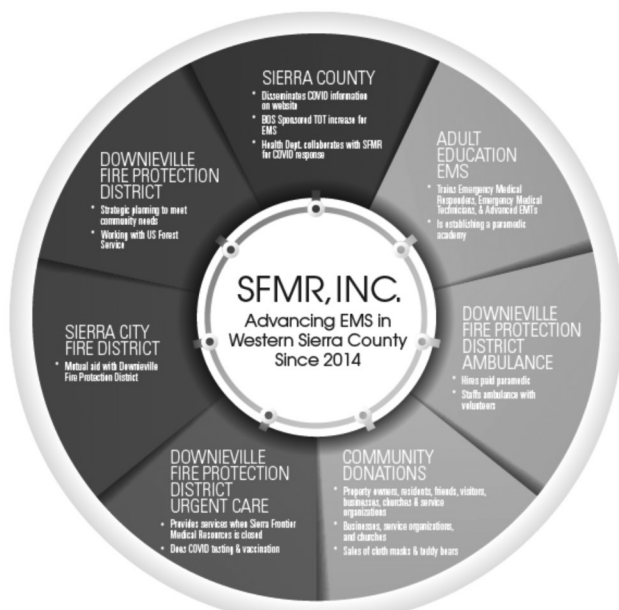 SIERRA COUNTY
* Disseminates COVID information
on website
* BOS Sponsored TOT increase for
EMS
* Health Dept. collaborates with SFMR
for COVID response
ADULT
EDUCATION
EMS
* Trains Emergency Medical
Responders, Emergency Medical
Technicians, & Advanced EMTs
* Is establishing a paramedic
academy
DOWNIEVILLE
FIRE PROTECTION
DISTRICT
AMBULANCE
* Hires paid paramedic
* Staffs ambulance with
volunteers
COMMUNITY
DONATIONS
* Property owners, residents, friends, visitors,
businesses, churches & service
organizations
* Businesses, service organizations,
and churches
* Sales of cloth masks & teddy bears
DOWNIEVILLE
FIRE PROTECTION
DISTRICT
URGENT CARE
* Provides services when Sierra Frontier
Medical Resources is closed
* Does COVID testing & vaccination
SIERRA CITY
FIRE DISTRICT
* Mutual aid with Downieville
Fire Protection District
DOWNIEVILLE
FIRE PROTECTION
DISTRICT
* Strategic planning to meet
community needs
* Working with US Forest
Service
SFMR, INC.
Advancing EMS in
Western Sierra County
Since 2014